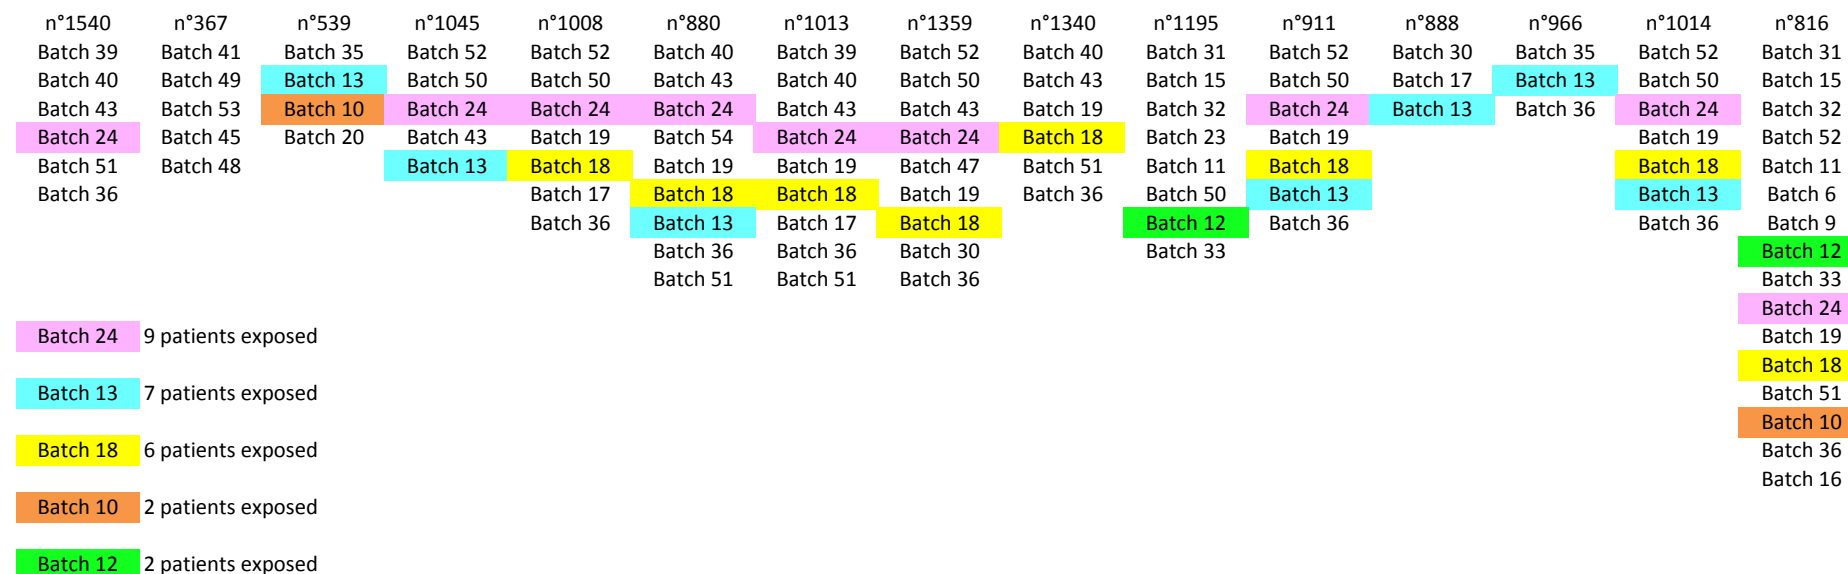 n°1540 n°367 n°539 n°1045 n°1008 n°880 n°1013 n°1359 n°1340 n°1195 n°911 n°888 n°966 n°1014 n°816
Batch 39 Batch 41 Batch 35 Batch 52 Batch 52 Batch 40 Batch 39 Batch 52 Batch 40 Batch 31 Batch 52 Batch 30 Batch 35 Batch 52 Batch 31
Batch 40 Batch 49 Batch 13 Batch 50 Batch 50 Batch 43 Batch 40 Batch 50 Batch 43 Batch 15 Batch 50 Batch 17 Batch 13 Batch 50 Batch 15
Batch 43 Batch 53 Batch 10 Batch 24 Batch 24 Batch 24 Batch 43 Batch 43 Batch 19 Batch 32 Batch 24 Batch 13 Batch 36 Batch 24 Batch 32
Batch 24 Batch 45 Batch 20 Batch 43 Batch 19 Batch 54 Batch 24 Batch 24 Batch 18 Batch 23 Batch 19 Batch 19 Batch 52
Batch 51 Batch 48 Batch 13 Batch 18 Batch 19 Batch 19 Batch 47 Batch 51 Batch 11 Batch 18 Batch 18 Batch 11
Batch 36 Batch 17 Batch 18 Batch 18 Batch 19 Batch 36 Batch 50 Batch 13 Batch 13 Batch 6
Batch 36 Batch 13 Batch 17 Batch 18 Batch 12 Batch 36 Batch 36 Batch 9
Batch 36 Batch 36 Batch 30 Batch 33 Batch 12
Batch 51 Batch 51 Batch 36 Batch 33
Batch 24
Batch 24 9 patients exposed Batch 19
Batch 18
Batch 13 7 patients exposed Batch 51
Batch 10
Batch 18 6 patients exposed Batch 36
Batch 16
Batch 10 2 patients exposed
Batch 12 2 patients exposed